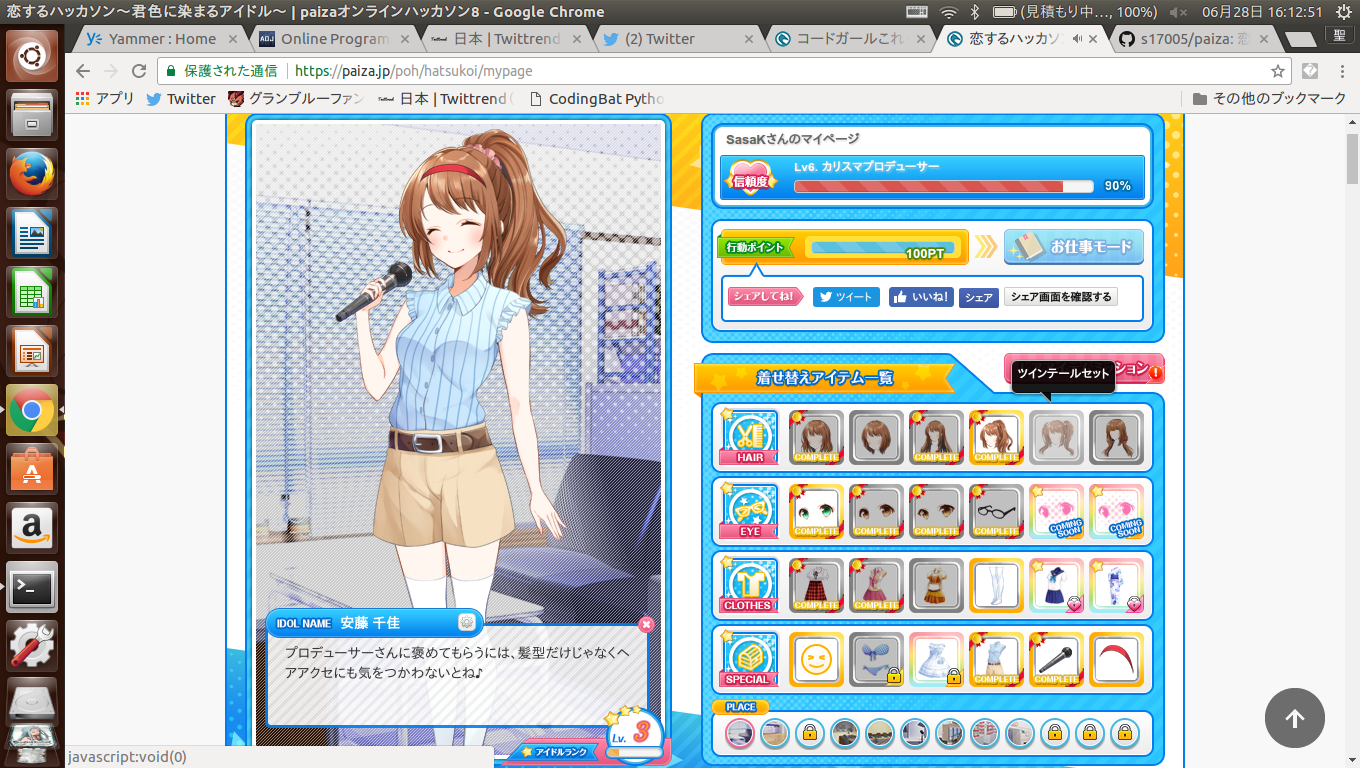 恋するハッカソン～君色に染まるアイドル～ | paizaオンラインハッカソン8 - Google Chrome
(見積もり中..., 100%)
06月28日 16:12:51
Yammer : Home
Online Program
日本 | Twittrend
(2) Twitter
コードガールこれ
恋するハッカソン
s17005/paiza: 恋
聖
保護された通信
https://paiza.jp/poh/hatsukoi/mypage
アプリ
Twitter
グランブルーファン
日本 | Twittrend
CodingBat Pytho
その他のブックマーク
SasaKさんのマイページ
信頼度
Lv6. カリスマプロデューサー
90%
行動ポイント
100PT
お仕事モード
シェアしてね!
ツイート
いいね!
シェア
シェア画面を確認する
着せ替えアイテム一覧
ション
ツインテールセット
HAIR
COMPLETE
COMPLETE
COMPLETE
EYE
COMPLETE
COMPLETE
COMPLETE
COMPLETE
COMING SOON
COMING SOON
CLOTHES
COMPLETE
COMPLETE
SPECIAL
COMPLETE
COMPLETE
PLACE
IDOL NAME 安藤 千佳
プロデューサーさんに褒めてもらうには、髪型だけじゃなくヘ
アアクセにも気をつかわないとね♪
Lv. 3
アイドルランク
javascript:void(0)